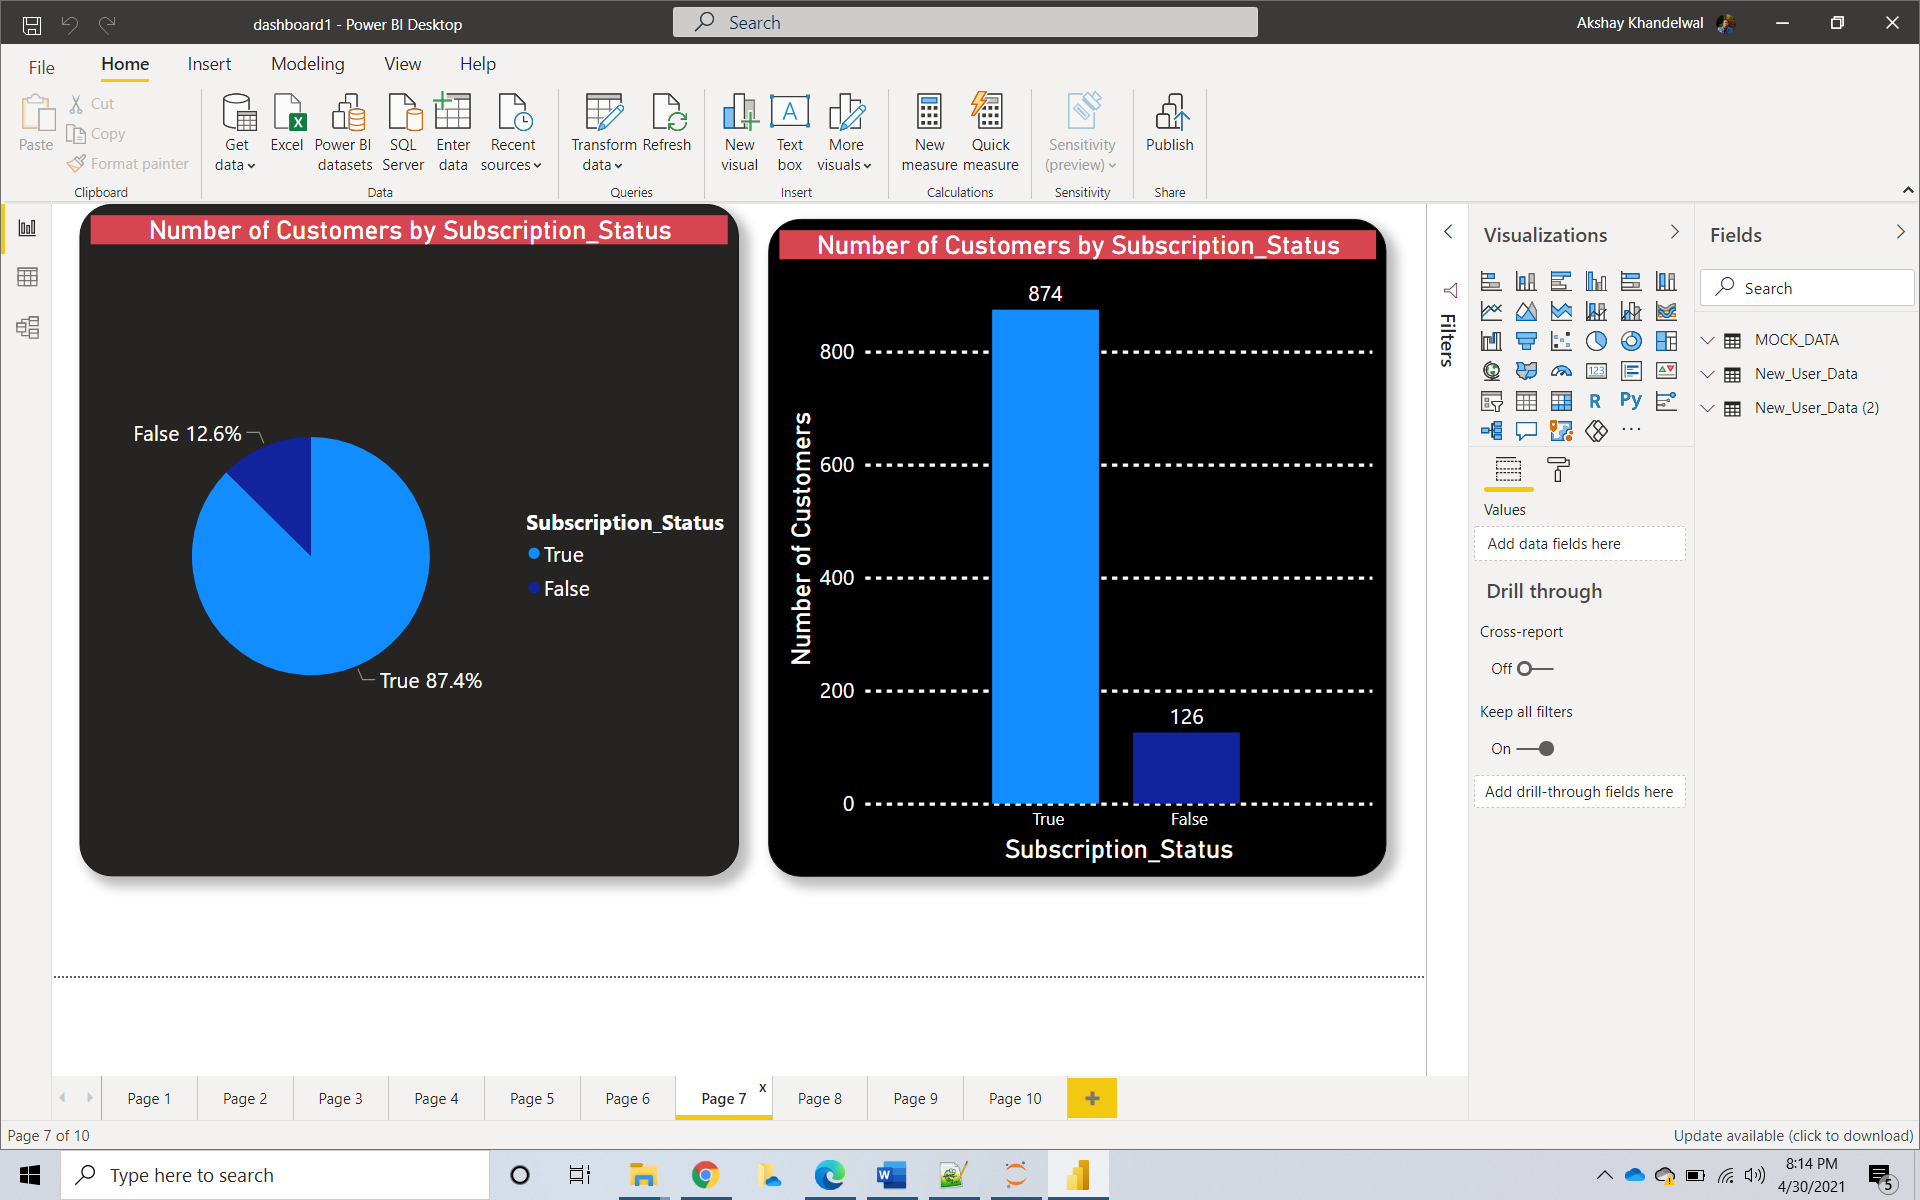 dashboard1 - Power BI Desktop
Search
Akshay Khandelwal
File
Home
Insert
Modeling
View
Help
Paste
Cut
Copy
Format painter
Clipboard
Get data
Excel
Power BI datasets
SQL Server
Enter data
Recent sources
Data
Transform data
Refresh
Queries
New visual
Text box
More visuals
Insert
New measure
Quick measure
Calculations
Sensitivity (preview)
Sensitivity
Publish
Share
Number of Customers by Subscription_Status
False 12.6%
True 87.4%
Subscription_Status
True
False
Number of Customers by Subscription_Status
Number of Customers
874
800
600
400
200
126
0
True
False
Subscription_Status
Filters
Visualizations
123
R
Py
Values
Add data fields here
Drill through
Cross-report
Off
Keep all filters
On
Add drill-through fields here
Fields
Search
MOCK_DATA
New_User_Data
New_User_Data (2)
Page 1
Page 2
Page 3
Page 4
Page 5
Page 6
Page 7
x
Page 8
Page 9
Page 10
+
Page 7 of 10
Update available (click to download)
Type here to search
8:14 PM
4/30/2021
5